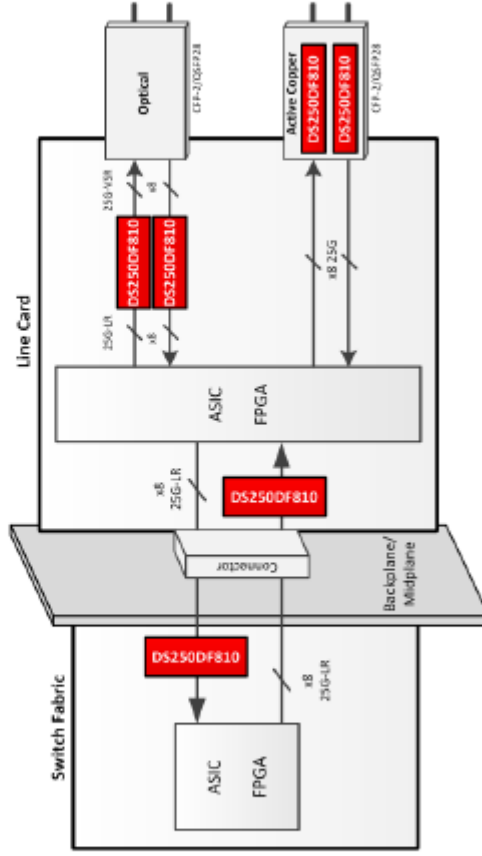 Line Card
Switch Fabric
Optical
CFP-2/QSFP28
25G-VSR
x8
DS250DF810
DS250DF810
25G-LR
x8
Active Copper
DS250DF810
DS250DF810
CFP-2/QSFP28
x8 25G
ASIC
FPGA
x8
25G-LR
DS250DF810
Connector
Backplane/
Midplane
DS250DF810
x8
25G-LR
ASIC
FPGA